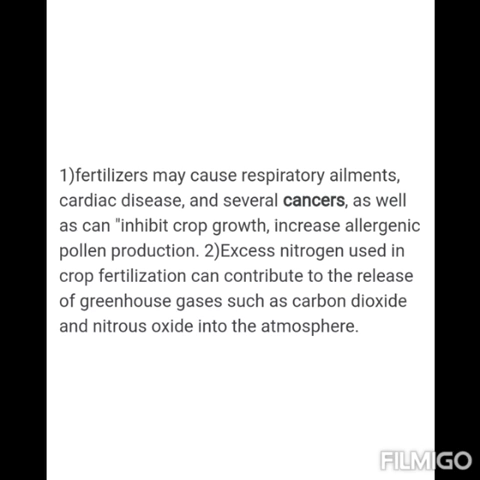 1)fertilizers may cause respiratory ailments,
cardiac disease, and several cancers, as well
as can "inhibit crop growth, increase allergenic
pollen production. 2)Excess nitrogen used in
crop fertilization can contribute to the release
of greenhouse gases such as carbon dioxide
and nitrous oxide into the atmosphere.
FILMIGO